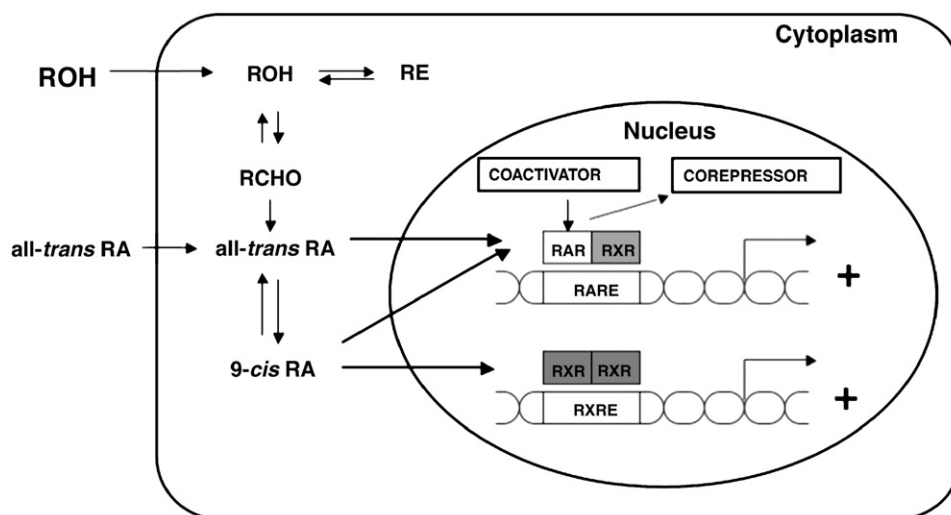 Cytoplasm
ROH
ROH
RE
Nucleus
COACTIVATOR
COREPRESSOR
RCHO
all-trans RA
all-trans RA
RAR
RXR
RARE
+
9-cis RA
RXR
RXR
RXRE
+